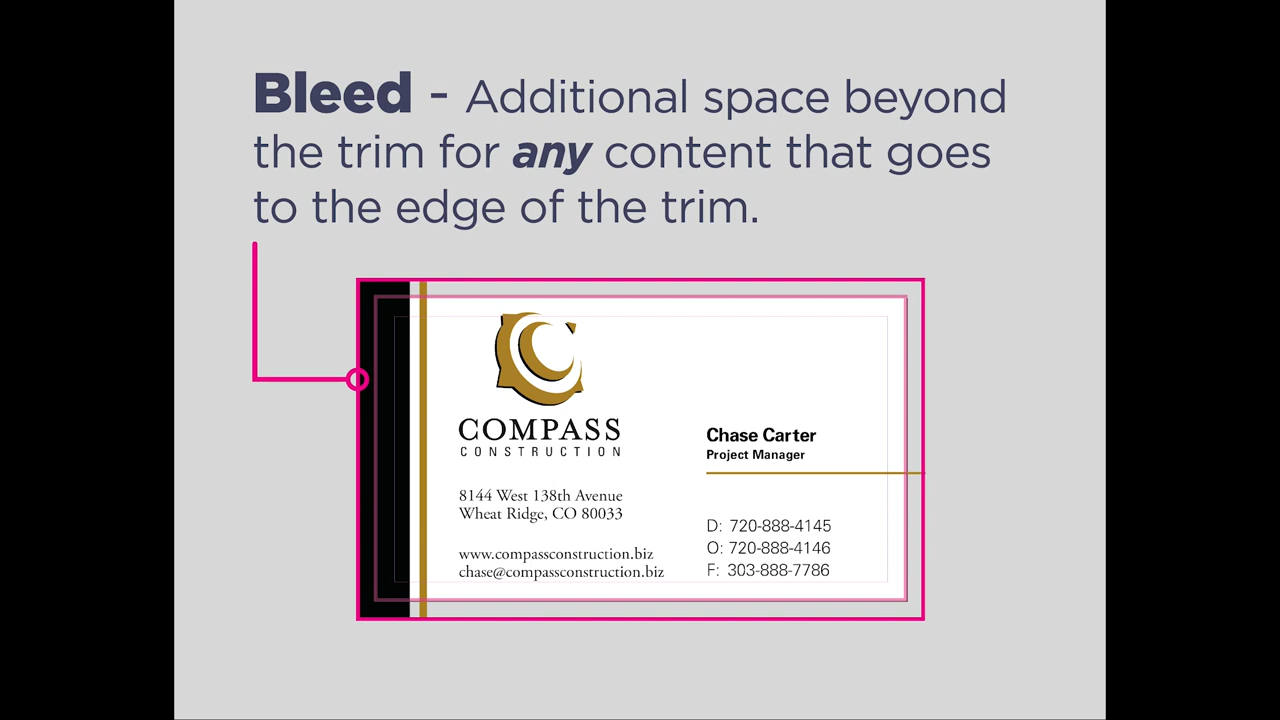 Bleed - Additional space beyond
the trim for any content that goes
to the edge of the trim.
COMPASS
CONSTRUCTION
8144 West 138th Avenue
Wheat Ridge, CO 80033
www.compassconstruction.biz
chase@compassconstruction.biz
Chase Carter
Project Manager
D: 720-888-4145
O: 720-888-4146
F: 303-888-7786